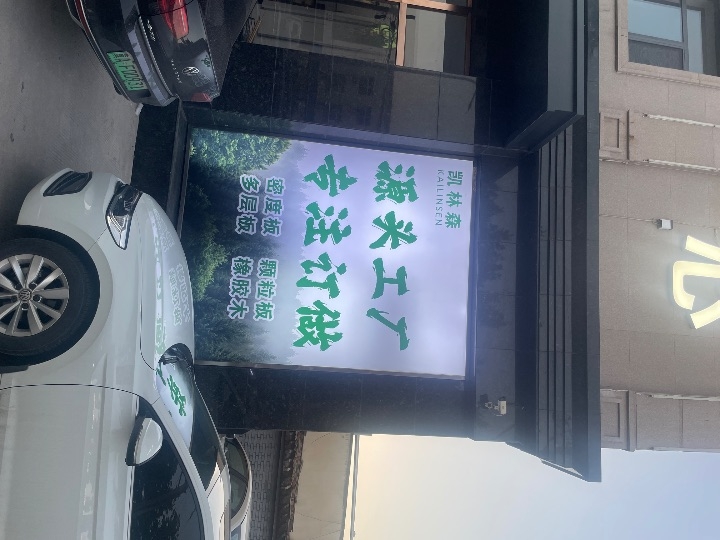 凯林森
KAILINSEN
源头工厂
专注订做
密度板 颗粒板
多层板 橡胶木
心